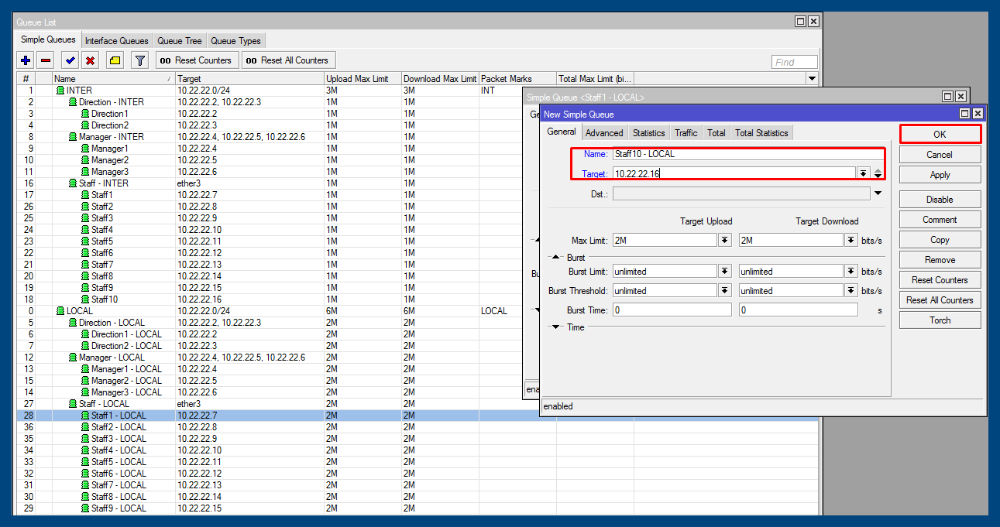 Queue List
Simple Queues Interface Queues Queue Tree Queue Types
00 Reset Counters 00 Reset All Counters Find
# Name Target Upload Max Limit Download Max Limit Packet Marks Total Max Limit (bi...
1 INTER 10.22.22.0/24 3M 3M INT
2 Direction - INTER 10.22.22.2, 10.22.22.3 1M 1M
3 Direction1 10.22.22.2 1M 1M
4 Direction2 10.22.22.3 1M 1M
8 Manager - INTER 10.22.22.4, 10.22.22.5, 10.22.22.6 1M 1M
9 Manager1 10.22.22.4 1M 1M
10 Manager2 10.22.22.5 1M 1M
11 Manager3 10.22.22.6 1M 1M
16 Staff - INTER ether3 1M 1M
17 Staff1 10.22.22.7 1M 1M
26 Staff2 10.22.22.8 1M 1M
25 Staff3 10.22.22.9 1M 1M
24 Staff4 10.22.22.10 1M 1M
23 Staff5 10.22.22.11 1M 1M
22 Staff6 10.22.22.12 1M 1M
21 Staff7 10.22.22.13 1M 1M
20 Staff8 10.22.22.14 1M 1M
19 Staff9 10.22.22.15 1M 1M
18 Staff10 10.22.22.16 1M 1M
0 LOCAL 10.22.22.0/24 6M 6M LOCAL
5 Direction - LOCAL 10.22.22.2, 10.22.22.3 2M 2M
6 Direction1 - LOCAL 10.22.22.2 2M 2M
7 Direction2 - LOCAL 10.22.22.3 2M 2M
12 Manager - LOCAL 10.22.22.4, 10.22.22.5, 10.22.22.6 2M 2M
13 Manager1 - LOCAL 10.22.22.4 2M 2M
15 Manager2 - LOCAL 10.22.22.5 2M 2M
14 Manager3 - LOCAL 10.22.22.6 2M 2M
27 Staff - LOCAL ether3 2M 2M
28 Staff1 - LOCAL 10.22.22.7 2M 2M
36 Staff2 - LOCAL 10.22.22.8 2M 2M
35 Staff3 - LOCAL 10.22.22.9 2M 2M
34 Staff4 - LOCAL 10.22.22.10 2M 2M
33 Staff5 - LOCAL 10.22.22.11 2M 2M
32 Staff6 - LOCAL 10.22.22.12 2M 2M
31 Staff7 - LOCAL 10.22.22.13 2M 2M
30 Staff8 - LOCAL 10.22.22.14 2M 2M
29 Staff9 - LOCAL 10.22.22.15 2M 2M
Simple Queue <Staff1 - LOCAL>
Ge
Bu
ena
New Simple Queue
General Advanced Statistics Traffic Total Total Statistics
Name: Staff10 - LOCAL
Target: 10.22.22.16
Dst.:
Target Upload Target Download
Max Limit: 2M 2M bits/s
Burst
Burst Limit: unlimited unlimited bits/s
Burst Threshold: unlimited unlimited bits/s
Burst Time: 0 0 s
Time
enabled
OK
Cancel
Apply
Disable
Comment
Copy
Remove
Reset Counters
Reset All Counters
Torch